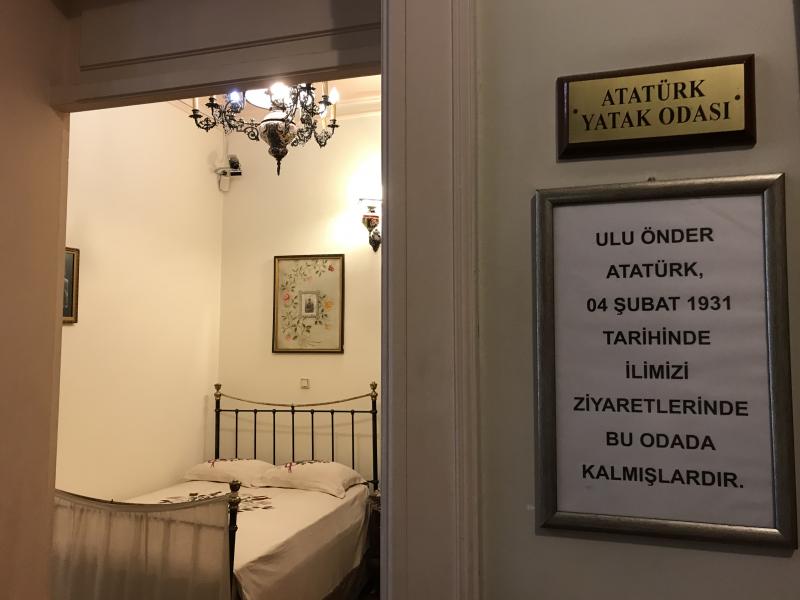 ATATÜRK
YATAK ODASI
ULU ÖNDER
ATATÜRK,
04 ŞUBAT 1931
TARİHİNDE
İLİMİZİ
ZİYARETLERİNDE
BU ODADA
KALMIŞLARDIR.